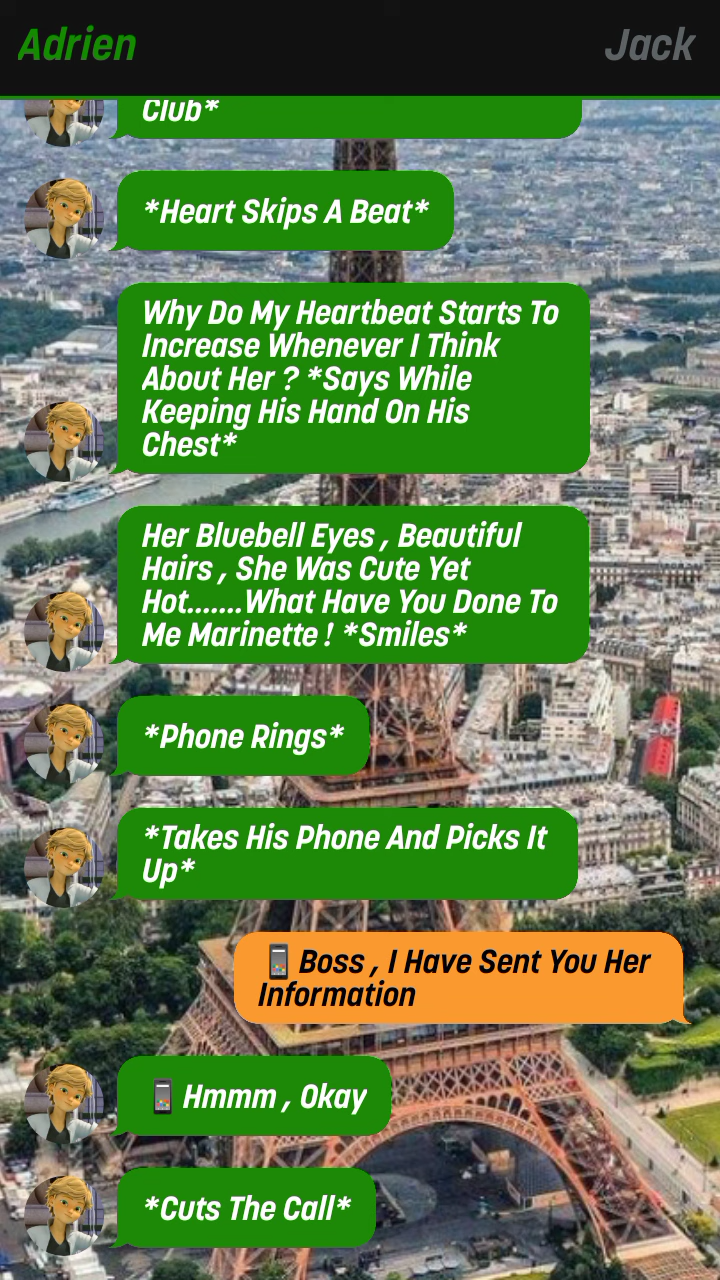 Adrien
Jack
Club*
*Heart Skips A Beat*
Why Do My Heartbeat Starts To
Increase Whenever I Think
About Her ? *Says While
Keeping His Hand On His
Chest*
Her Bluebell Eyes , Beautiful
Hairs , She Was Cute Yet
Hot.......What Have You Done To
Me Marinette ! *Smiles*
*Phone Rings*
*Takes His Phone And Picks It
Up*
📱Boss , I Have Sent You Her
Information
📱 Hmmm , Okay
*Cuts The Call*